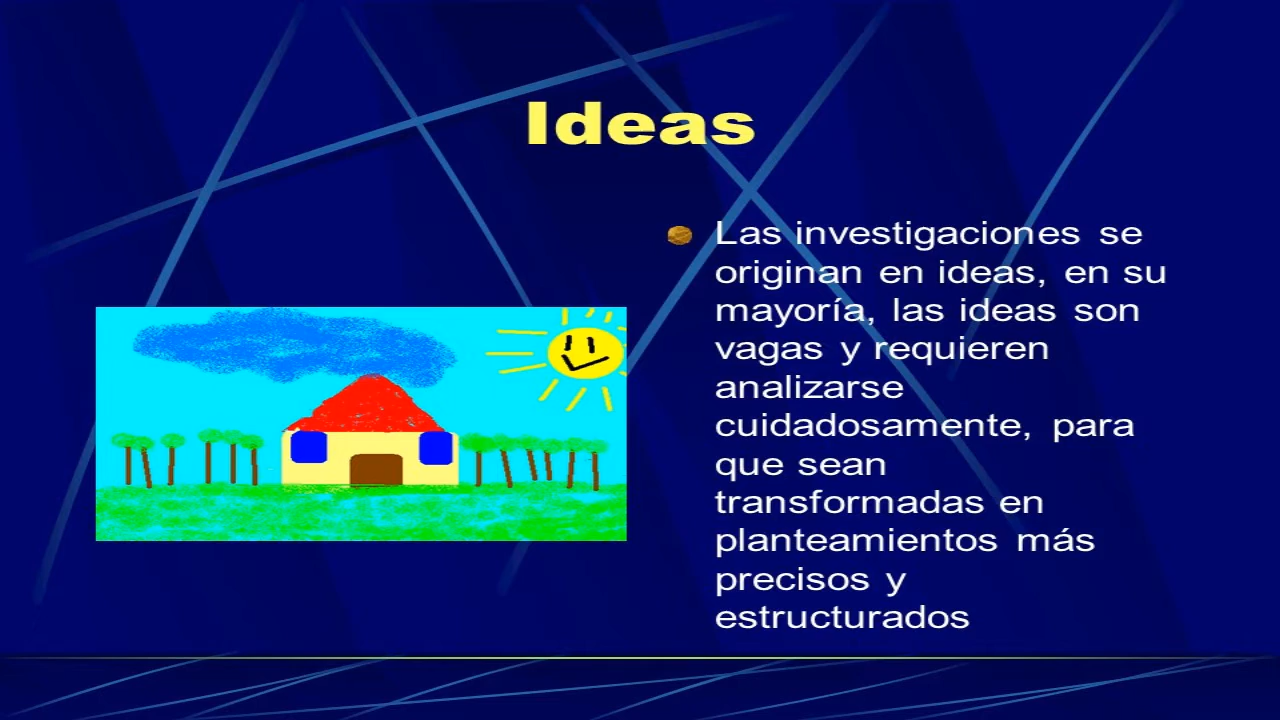 Ideas
Las investigaciones se
originan en ideas, en su
mayoría, las ideas son
vagas y requieren
analizarse
cuidadosamente, para
que sean
transformadas en
planteamientos más
precisos y
estructurados